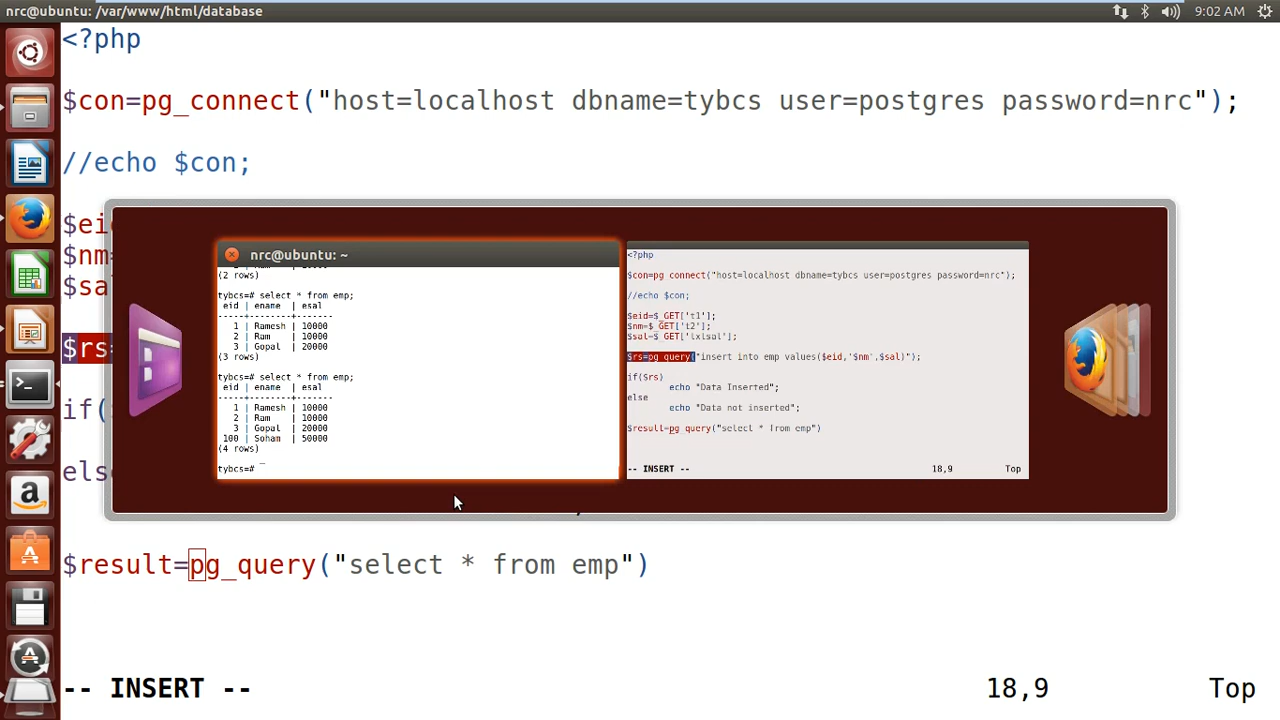 nrc@ubuntu: /var/www/html/database
9:02 AM
<?php
$con=pg_connect("host=localhost dbname=tybcs user=postgres password=nrc");
//echo $con;
$ei
$nm=
$sa
$rs=
if(
els
$result=pg_query("select * from emp")
-- INSERT --
18,9
Top
nrc@ubuntu: ~
(2 rows)
tybcs=# select * from emp;
eid | ename | esal
-----+--------+-------
1 | Ramesh | 10000
2 | Ram | 10000
3 | Gopal | 20000
(3 rows)
tybcs=# select * from emp;
eid | ename | esal
-----+--------+-------
1 | Ramesh | 10000
2 | Ram | 10000
3 | Gopal | 20000
100 | Sohan | 50000
(4 rows)
tybcs=#
<?php
$con=pg_connect("host=localhost dbname=tybcs user=postgres password=nrc");
//echo $con;
$eid=$_GET['t1'];
$nm=$_GET['t2'];
$sal=$_GET['txtsal'];
$rs=pg_query("insert into emp values($eid,'$nm',$sal)");
if($rs)
echo "Data Inserted";
else
echo "Data not inserted";
$result=pg_query("select * from emp")
-- INSERT --
18,9
Top